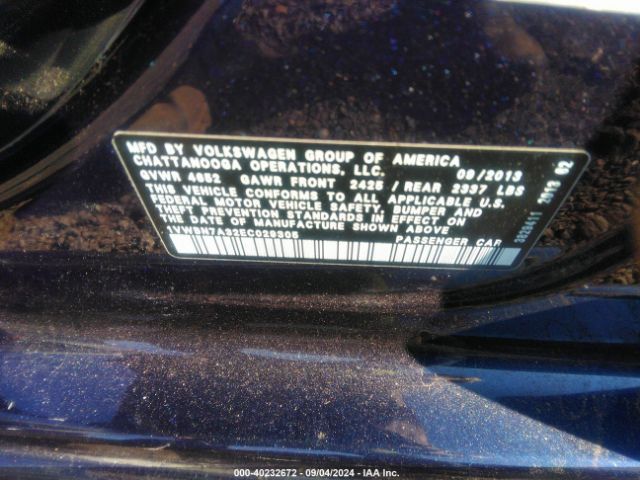 MFD BY VOLKSWAGEN GROUP OF AMERICA
CHATTANOOGA OPERATIONS, LLC. 09/2013
GVWR 4652 GAWR FRONT 2425 / REAR 2337 LBS
THIS VEHICLE CONFORMS TO ALL APPLICABLE U.S.
FEDERAL MOTOR VEHICLE SAFETY, BUMPER AND
THEFT PREVENTION STANDARDS IN EFFECT ON
THE DATE OF MANUFACTURE SHOWN ABOVE
PASSENGER CAR
2013
000-40232672 - 09/04/2024 - IAA Inc.